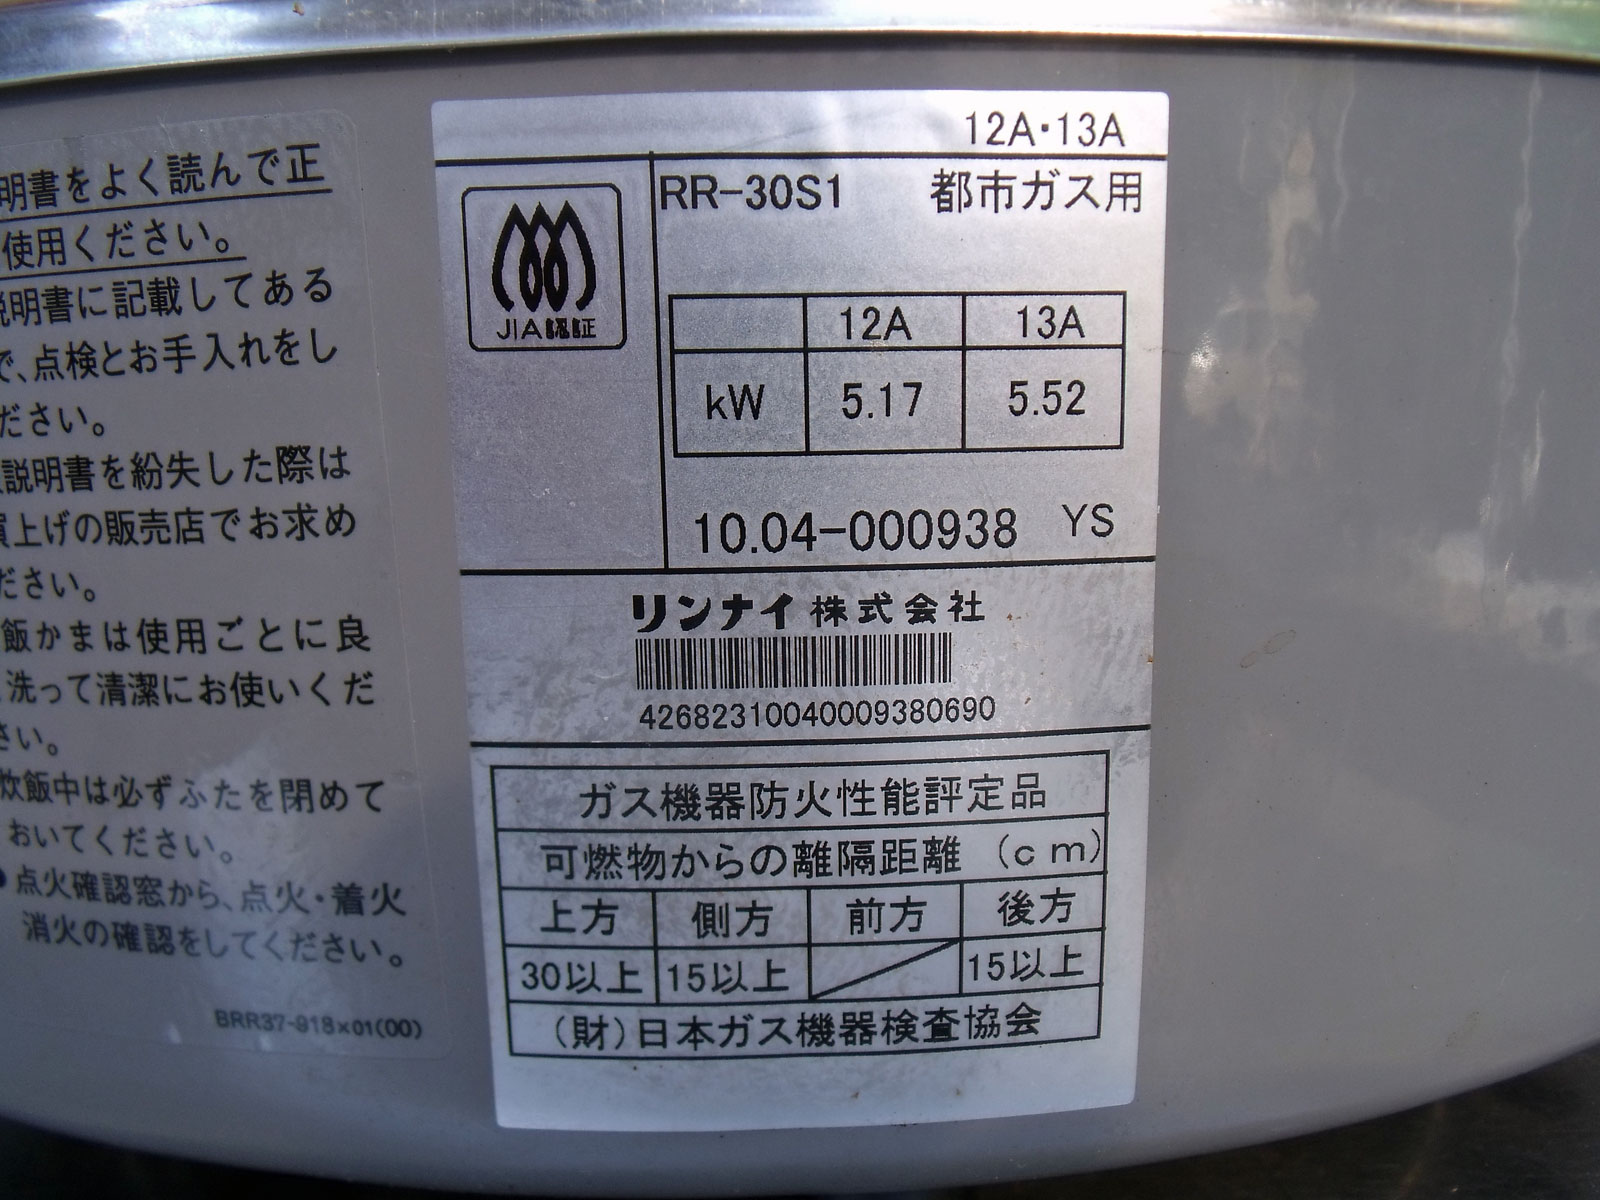 明書をよく読んで正
使用ください。
説明書に記載してある
で、点検とお手入れをし
ださい。
説明書を紛失した際は
買上げの販売店でお求め
ださい。
飯かまは使用ごとに良
洗って清潔にお使いくだ
さい。
炊飯中は必ずふたを閉めて
おいてください。
●点火確認窓から、点火・着火
消火の確認をしてください。
BRR37-918×01(00)
12A・13A
JIA認証
RR-30S1 都市ガス用
12A 13A
kW 5.17 5.52
10.04-000938 YS
リンナイ株式会社
42682310040009380690
ガス機器防火性能評定品
可燃物からの離隔距離 (cm)
上方 側方 前方 後方
30以上 15以上 15以上
(財)日本ガス機器検査協会